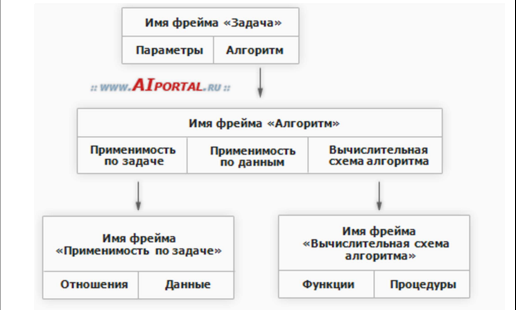 Имя фрейма «Задача»
Параметры Алгоритм
:: www.AIPORTAL.RU ::
Имя фрейма «Алгоритм»
Применимость по задаче
Применимость по данным
Вычислительная схема алгоритма
Имя фрейма
«Применимость по задаче»
Отношения Данные
Имя фрейма
«Вычислительная схема
алгоритма»
Функции Процедуры